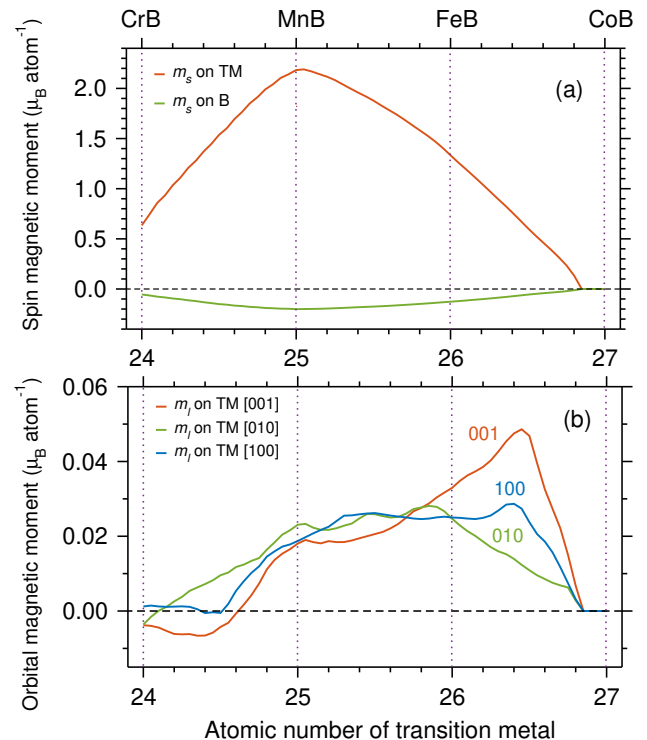 CrB MnB FeB CoB
Spin magnetic moment (μB atom-1)
2.0
1.5
1.0
0.5
0.0
ms on TM
ms on B
(a)
24 25 26 27
Orbital magnetic moment (μB atom-1)
0.06
0.04
0.02
0.00
ml on TM [001]
ml on TM [010]
ml on TM [100]
(b)
001
100
010
24 25 26 27
Atomic number of transition metal